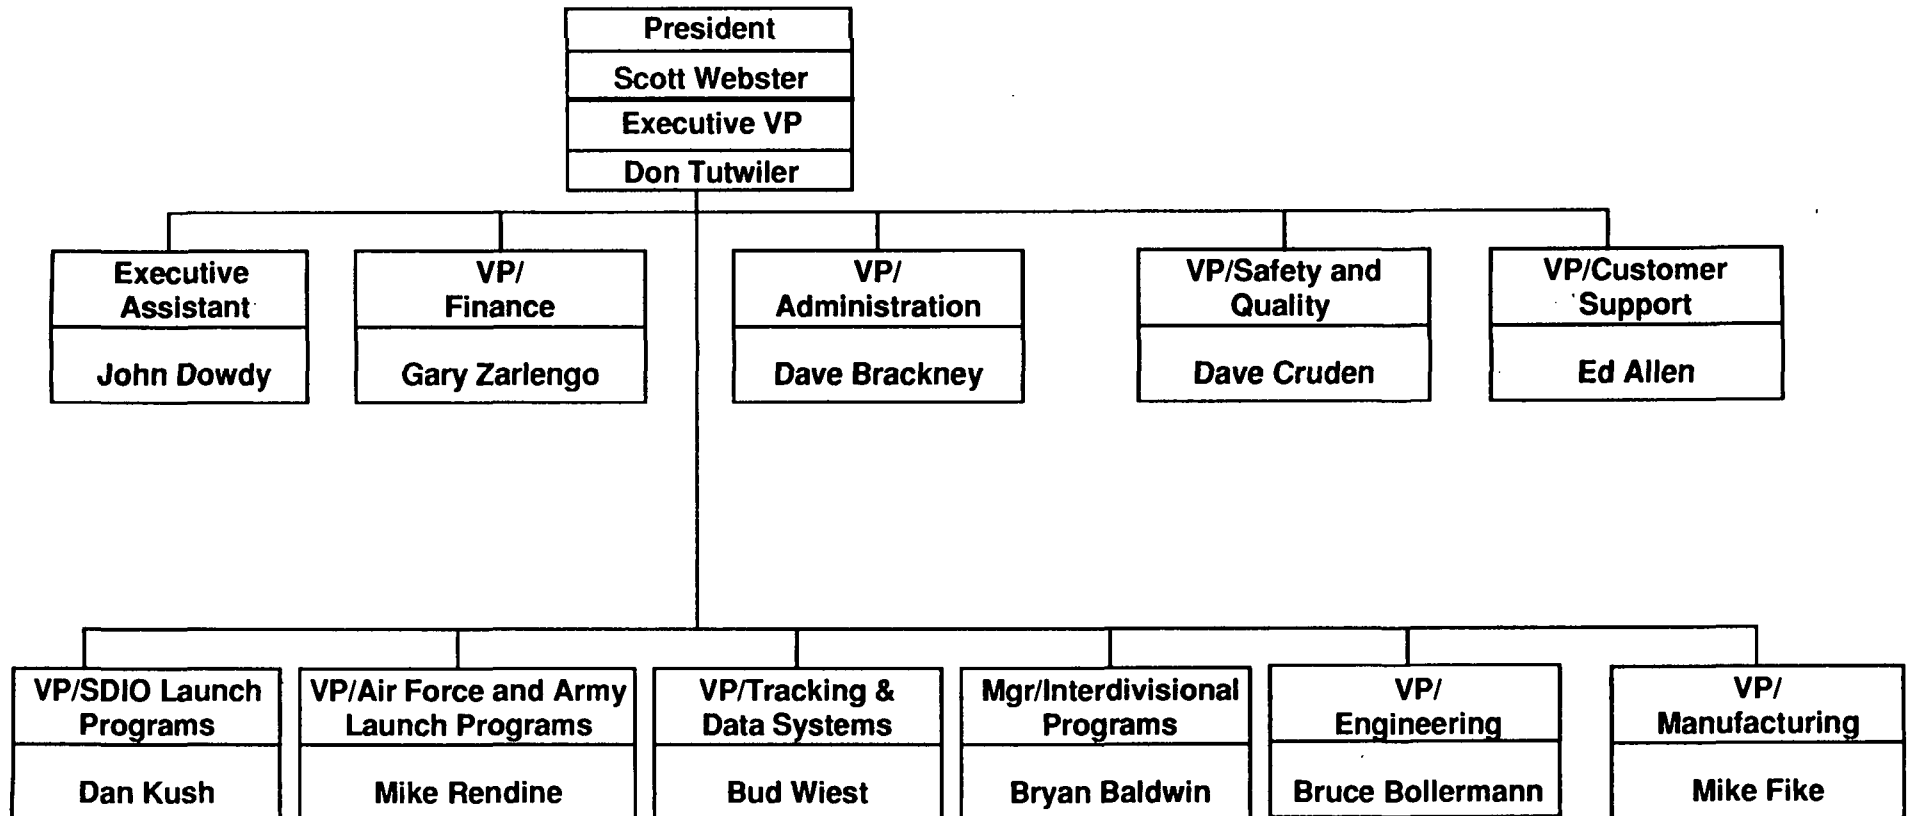 President
Scott Webster
Executive VP
Don Tutwiler
Executive
Assistant
John Dowdy
VP/
Finance
Gary Zarlengo
VP/
Administration
Dave Brackney
VP/Safety and
Quality
Dave Cruden
VP/Customer
Support
Ed Allen
VP/SDIO Launch
Programs
Dan Kush
VP/Air Force and Army
Launch Programs
Mike Rendine
VP/Tracking &
Data Systems
Bud Wiest
Mgr/Interdivisional
Programs
Bryan Baldwin
VP/
Engineering
Bruce Bollermann
VP/
Manufacturing
Mike Fike